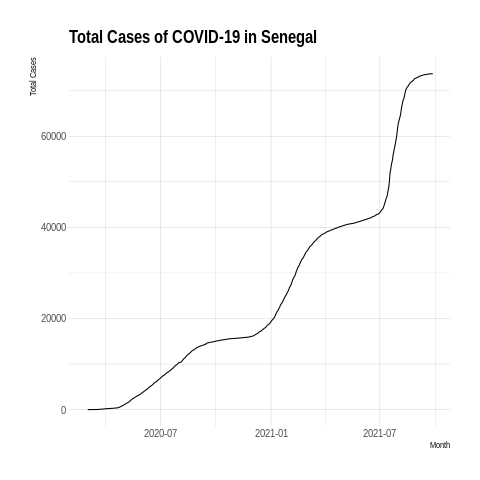 Total Cases of COVID-19 in Senegal
Total Cases
60000
40000
20000
0
2020-07 2021-01 2021-07
Month